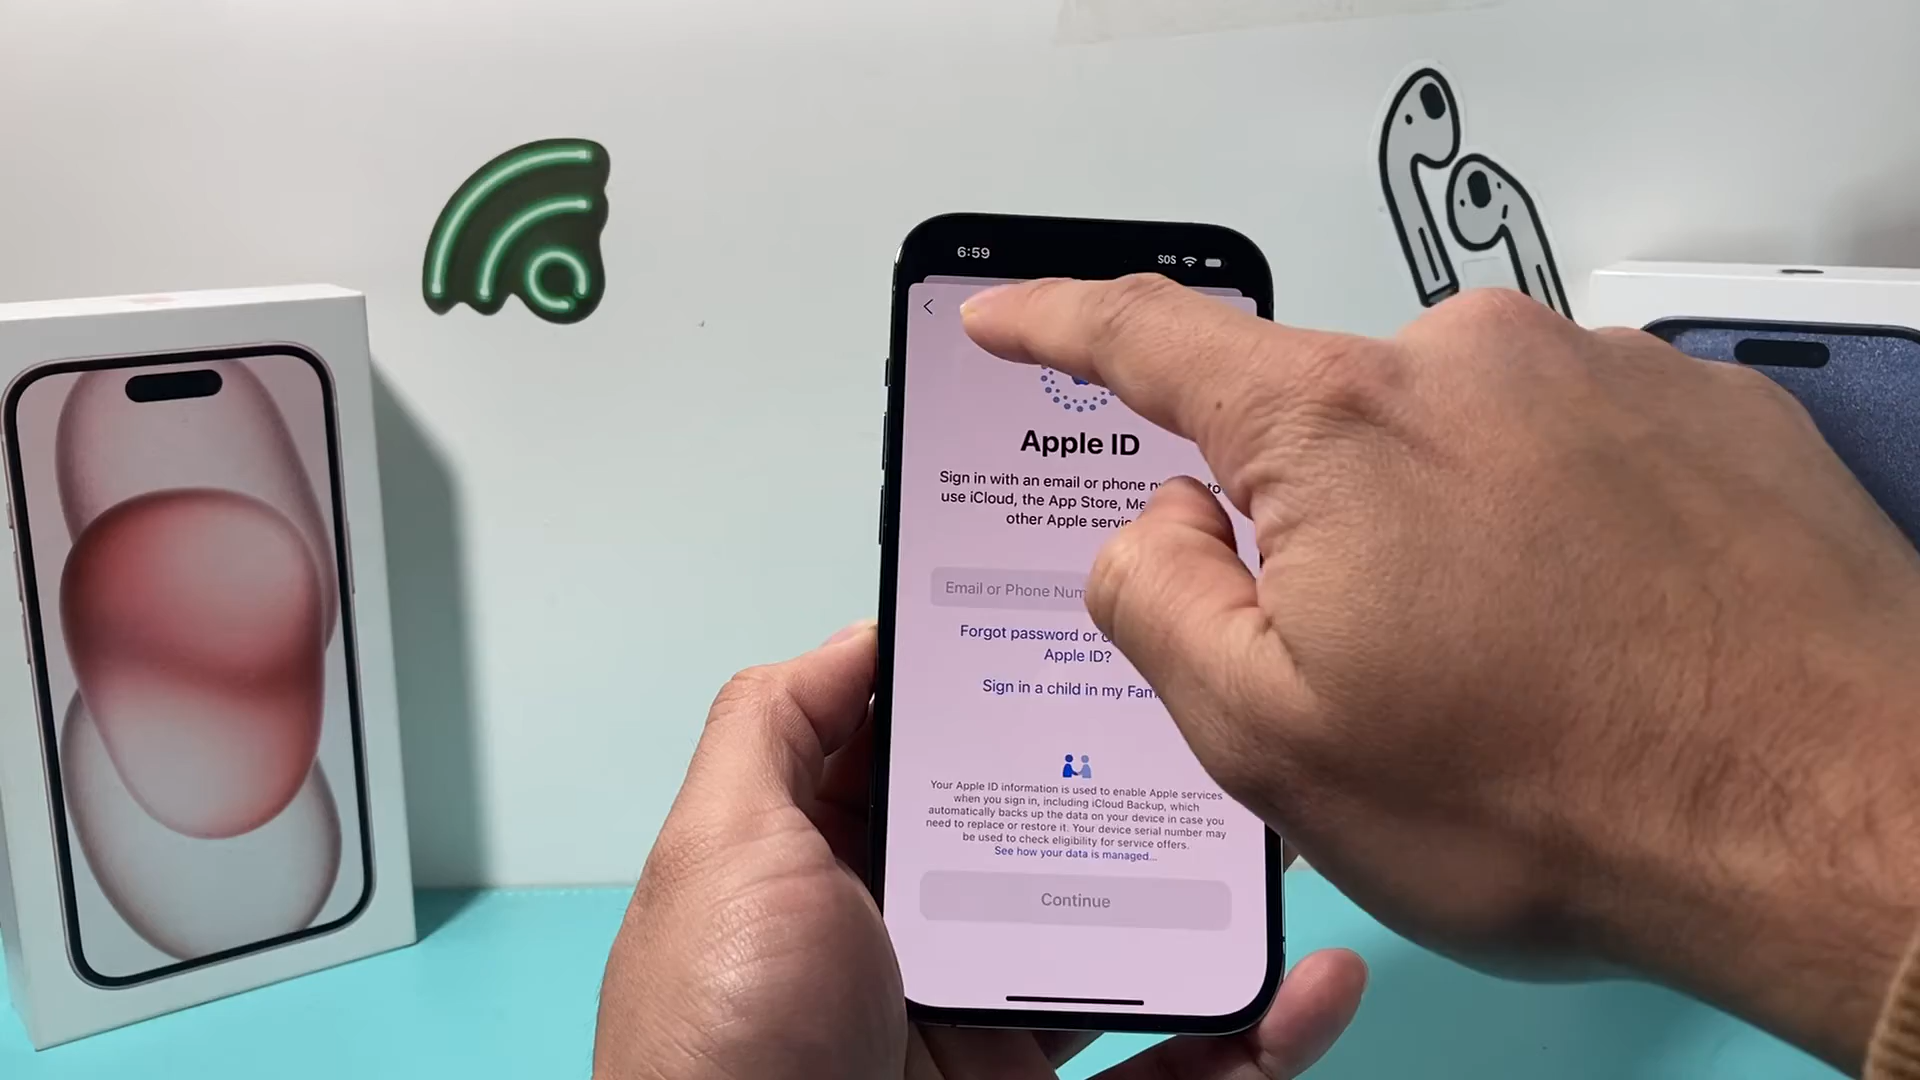 6:59
SOS
Apple ID
Sign in with an email or phone to
use iCloud, the App Store,
other Apple
Email or Phone
Forgot password or
Apple ID?
Sign in a child in my
Your Apple ID information is used to enable Apple services
when you sign in, including iCloud Backup, which
automatically backs up the data on your device in case you
need to replace or restore it. Your device serial number may
be used to check eligibility for service offers.
See how your data is managed...
Continue